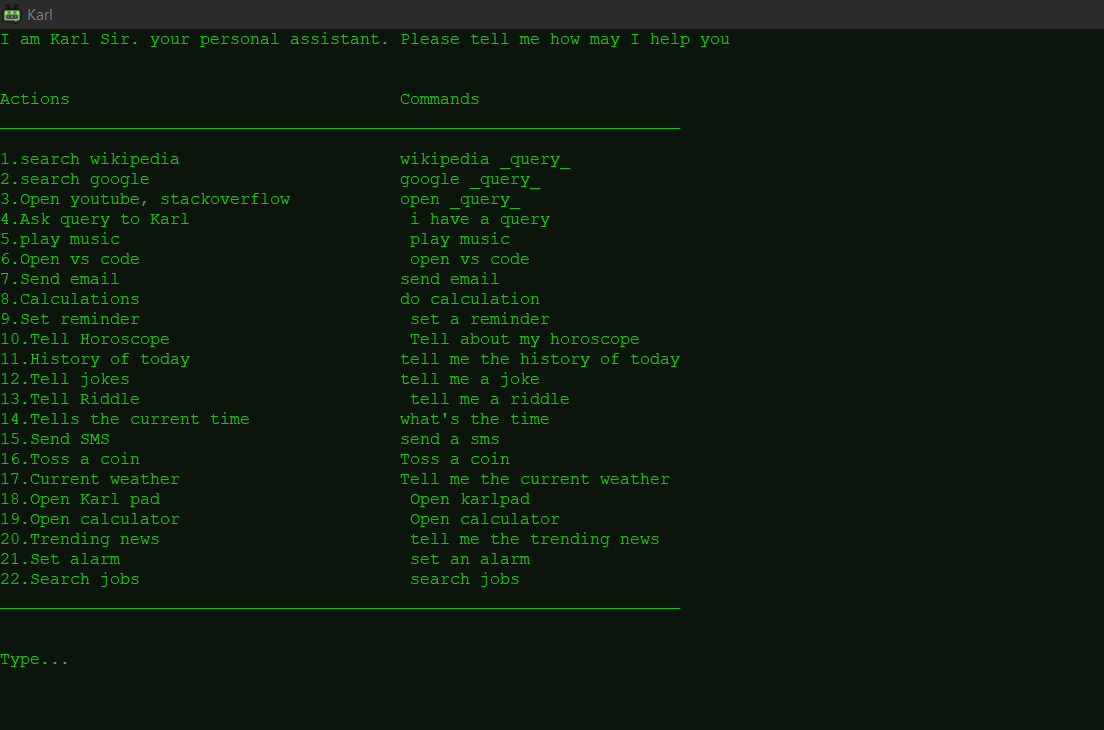 Karl
I am Karl Sir. your personal assistant. Please tell me how may I help you
Actions Commands
1.search wikipedia wikipedia _query_
2.search google google _query_
3.Open youtube, stackoverflow open _query_
4.Ask query to Karl i have a query
5.play music play music
6.Open vs code open vs code
7.Send email send email
8.Calculations do calculation
9.Set reminder set a reminder
10.Tell Horoscope Tell about my horoscope
11.History of today tell me the history of today
12.Tell jokes tell me a joke
13.Tell Riddle tell me a riddle
14.Tells the current time what's the time
15.Send SMS send a sms
16.Toss a coin Toss a coin
17.Current weather Tell me the current weather
18.Open Karl pad Open karlpad
19.Open calculator Open calculator
20.Trending news tell me the trending news
21.Set alarm set an alarm
22.Search jobs search jobs
Type...